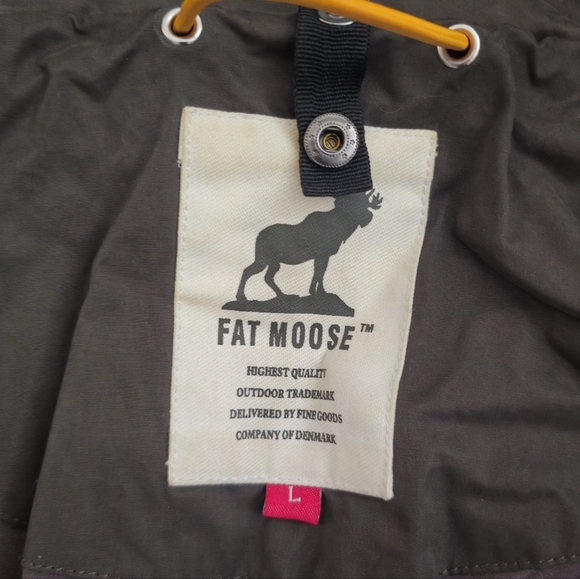 FAT MOOSE™
HIGHEST QUALITY
OUTDOOR TRADEMARK
DELIVERED BY FINE GOODS
COMPANY OF DENMARK
L